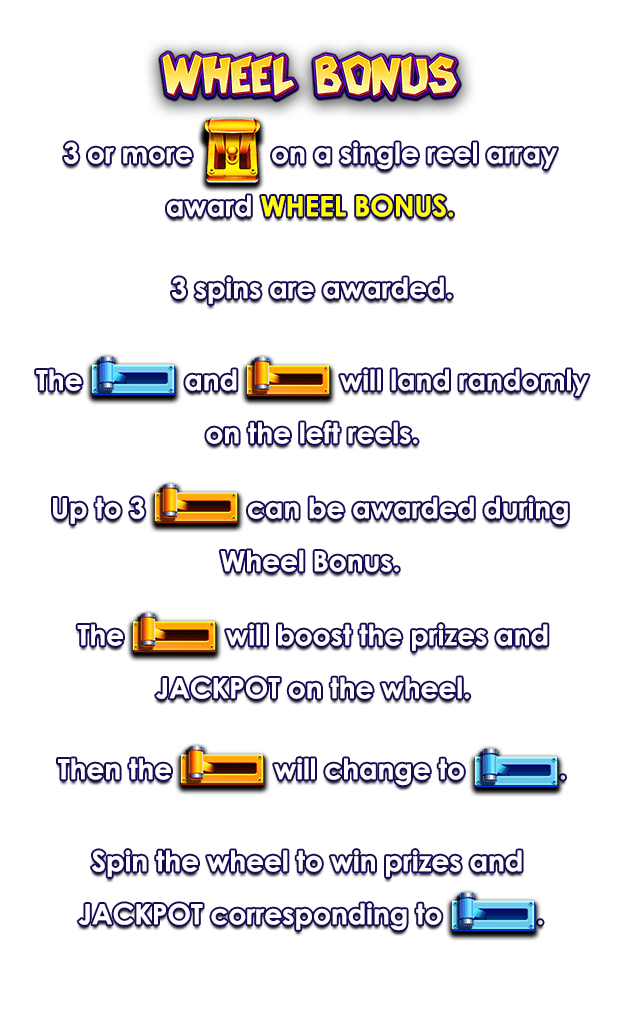 WHEEL BONUS
3 or more on a single reel array
award WHEEL BONUS.
3 spins are awarded.
The and will land randomly
on the left reels.
Up to 3 can be awarded during
Wheel Bonus.
The will boost the prizes and
JACKPOT on the wheel.
Then the will change to .
Spin the wheel to win prizes and
JACKPOT corresponding to .